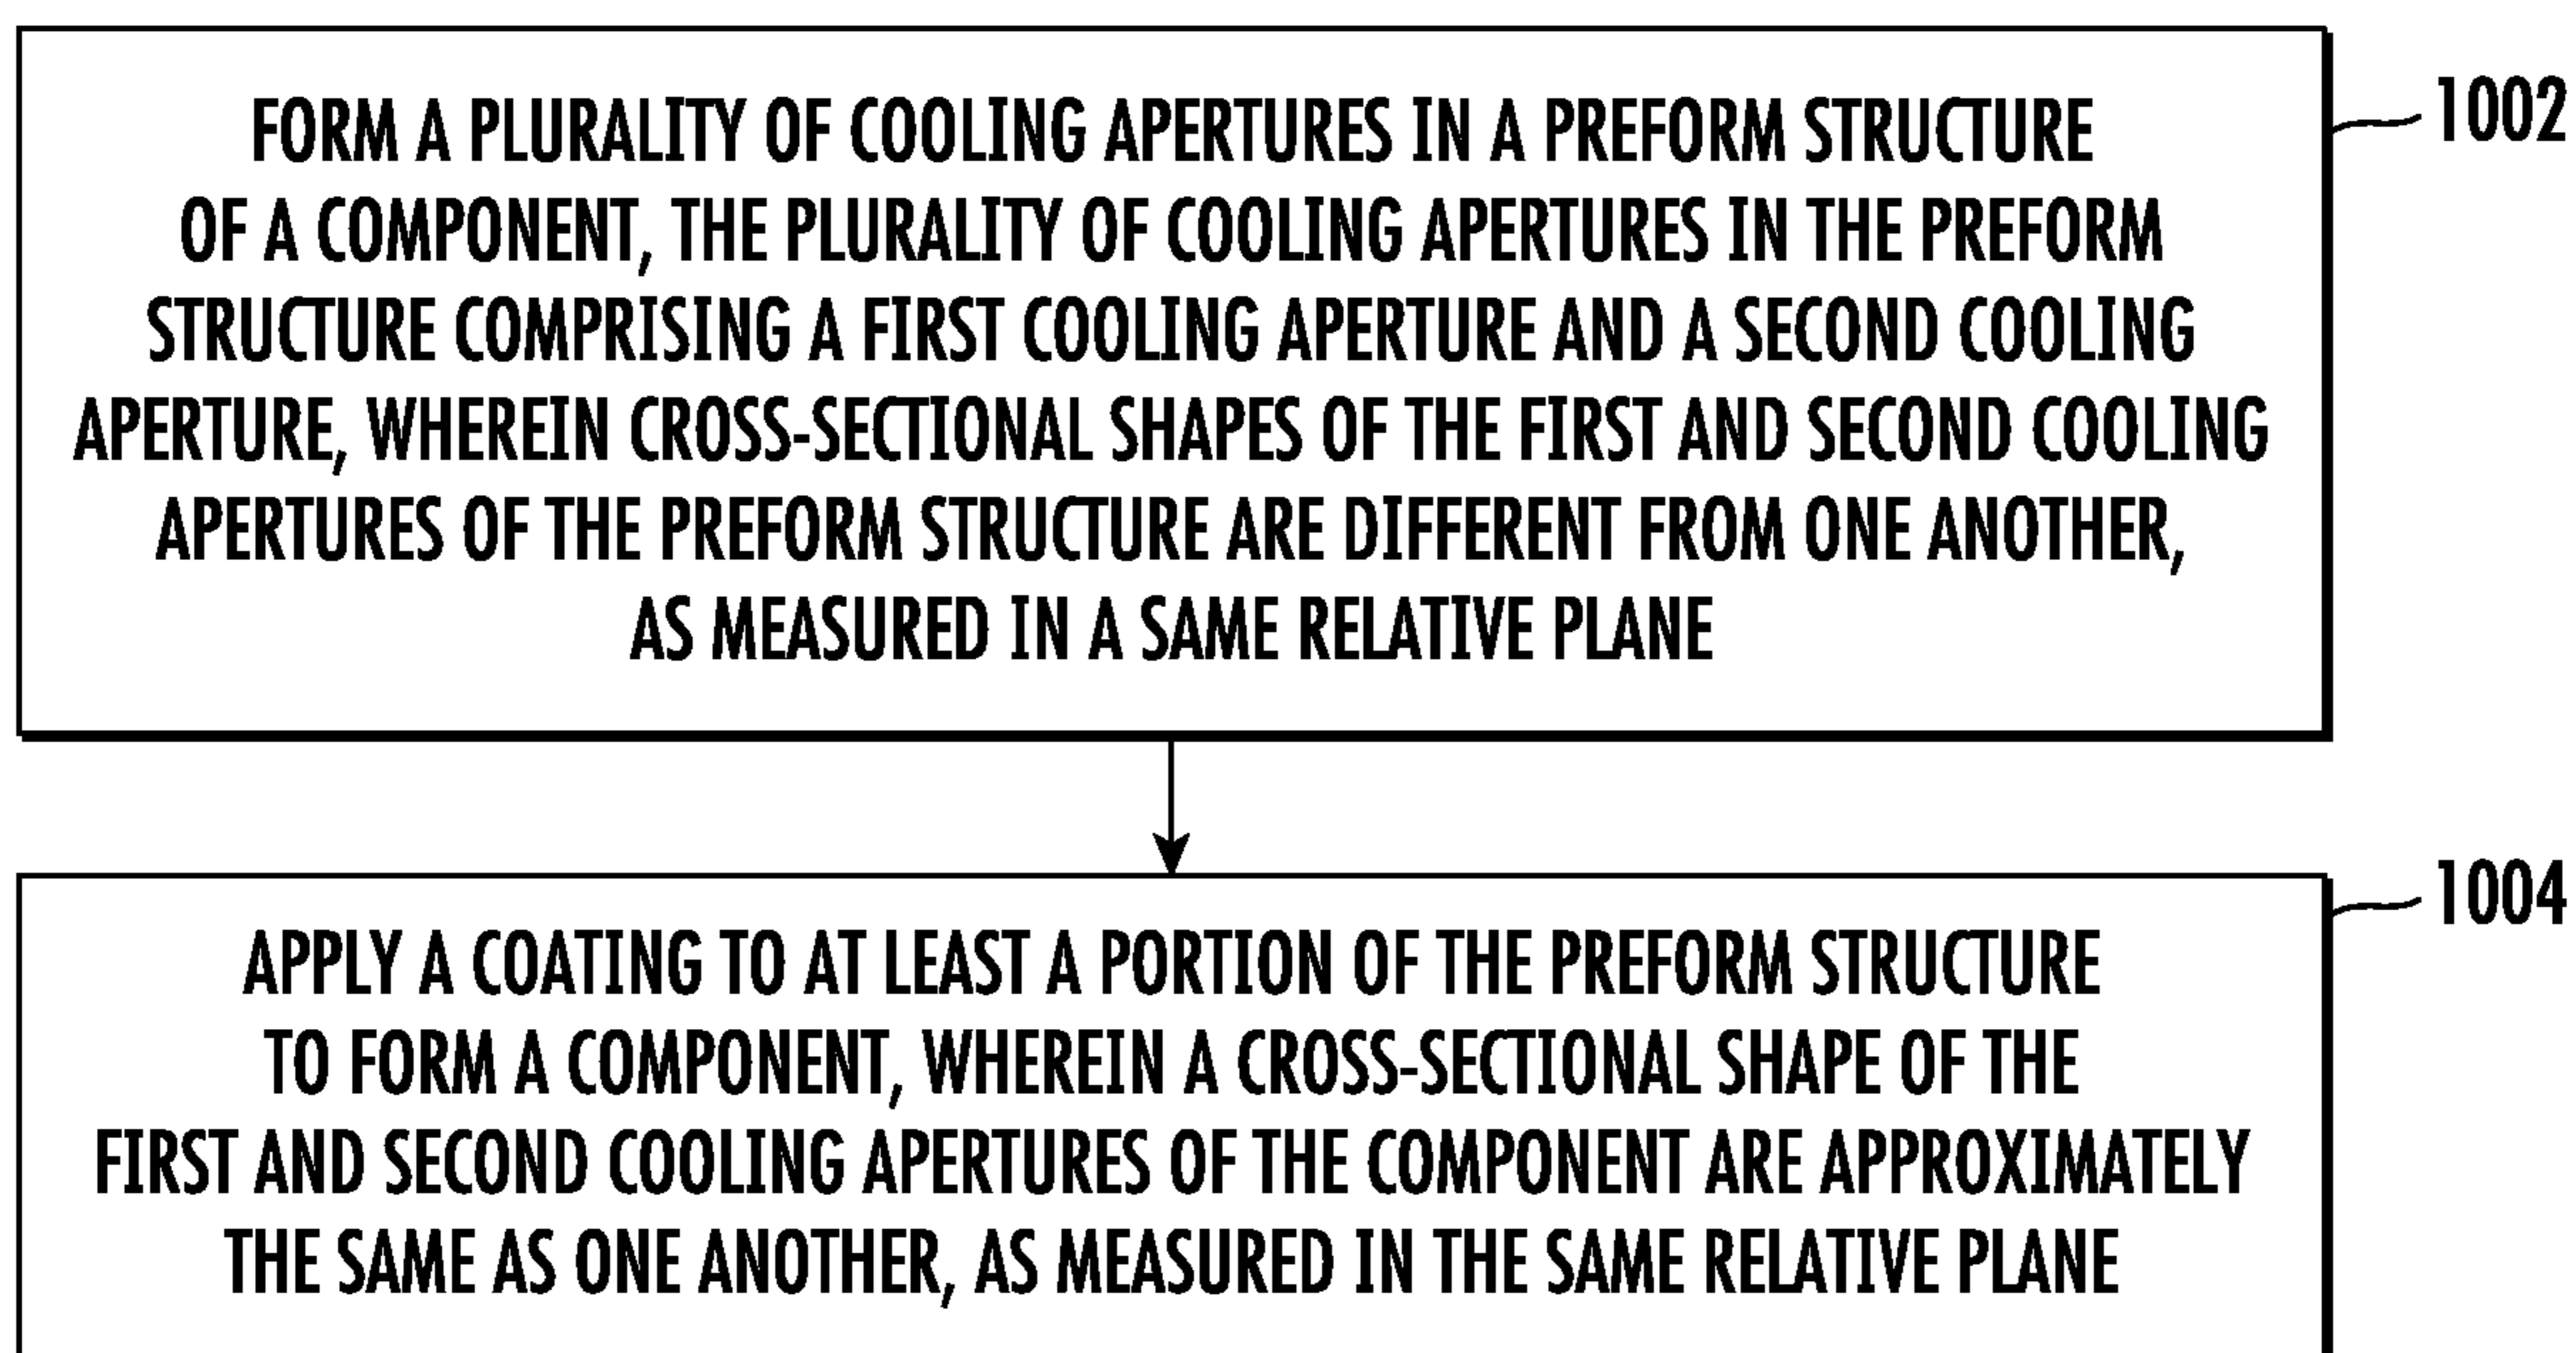 FORM A PLURALITY OF COOLING APERTURES IN A PREFORM STRUCTURE
OF A COMPONENT, THE PLURALITY OF COOLING APERTURES IN THE PREFORM
STRUCTURE COMPRISING A FIRST COOLING APERTURE AND A SECOND COOLING
APERTURE, WHEREIN CROSS-SECTIONAL SHAPES OF THE FIRST AND SECOND COOLING
APERTURES OF THE PREFORM STRUCTURE ARE DIFFERENT FROM ONE ANOTHER,
AS MEASURED IN A SAME RELATIVE PLANE
1002
APPLY A COATING TO AT LEAST A PORTION OF THE PREFORM STRUCTURE
TO FORM A COMPONENT, WHEREIN A CROSS-SECTIONAL SHAPE OF THE
FIRST AND SECOND COOLING APERTURES OF THE COMPONENT ARE APPROXIMATELY
THE SAME AS ONE ANOTHER, AS MEASURED IN THE SAME RELATIVE PLANE
1004